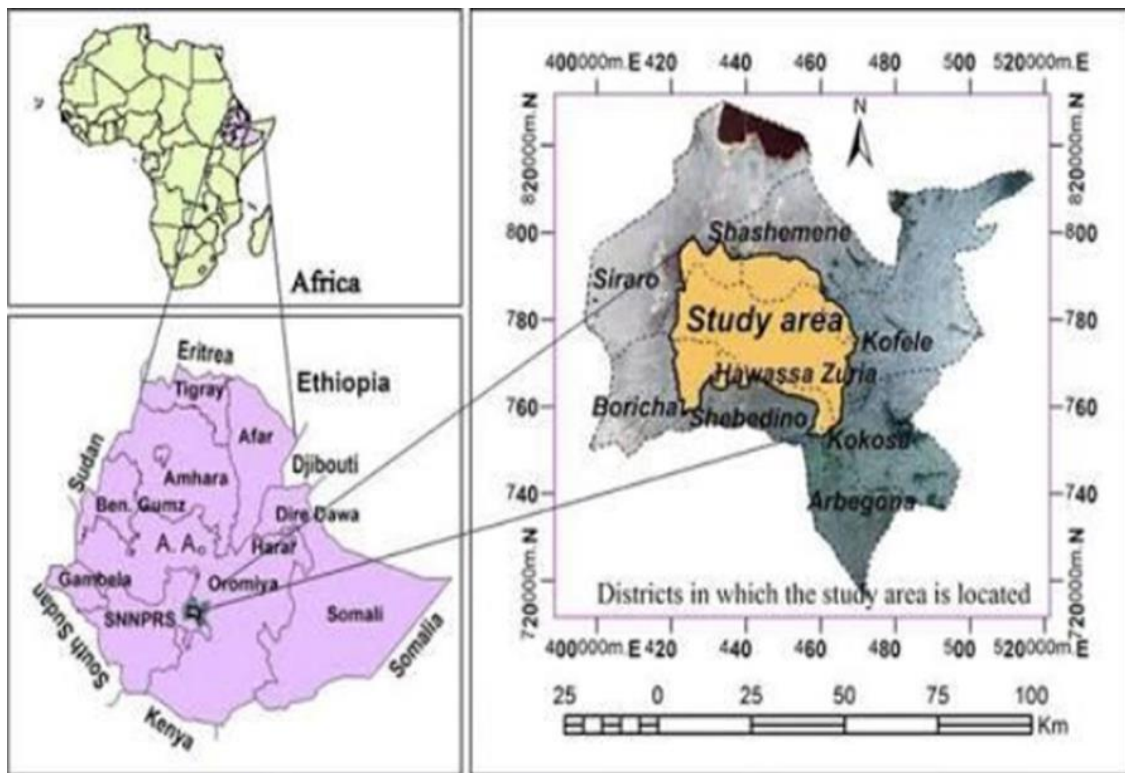 Africa
Eritrea
Tigray
Ethiopia
Afar
Sudan
Amhara
Djibouti
Ben. Gumz
Dire Dawa
A. A.
Harar
Gambela
Oromiya
SNNPRS
Somali
South Sudan
Somalia
Kenya
400000m.E 420 440 460 480 500 520000m E
N
820000m.N
820000m.N
Shashemene
800
800
Siraro
Study area
780
780
Kofele
Hawassa Zuria
760
760
Boricha
Shebedino
Kokosa
740
740
Arbegona
Districts in which the study area is located
720000m.N
720000m.N
400000m.E 420 440 460 480 500 520000m E
25 0 25 50 75 100
Km